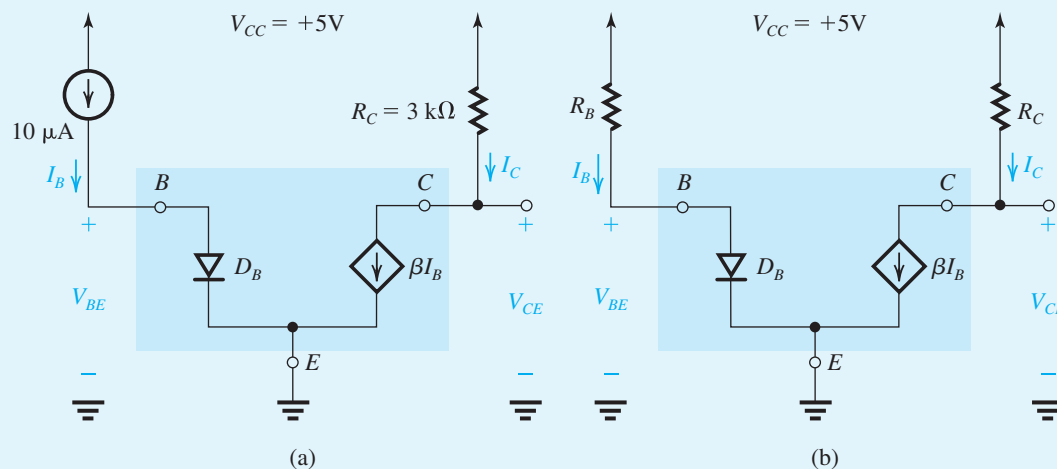 V_CC = +5V
R_C = 3 kΩ
10 μA
I_B
I_C
B
C
+
+
D_B
βI_B
V_BE
V_CE
E
−
−
(a)
V_CC = +5V
R_B
R_C
I_B
I_C
B
C
+
+
D_B
βI_B
V_BE
V_CE
E
−
−
(b)